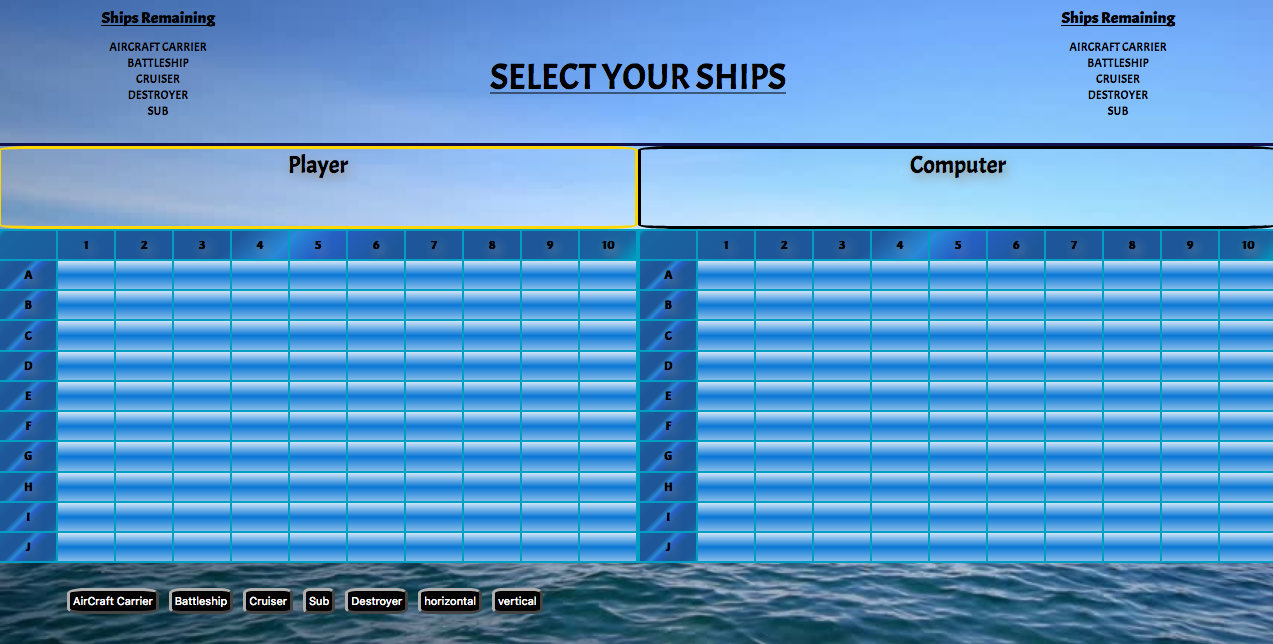 Ships Remaining
AIRCRAFT CARRIER
BATTLESHIP
CRUISER
DESTROYER
SUB
SELECT YOUR SHIPS
Ships Remaining
AIRCRAFT CARRIER
BATTLESHIP
CRUISER
DESTROYER
SUB
Player
Computer
1 2 3 4 5 6 7 8 9 10
1 2 3 4 5 6 7 8 9 10
A A
B B
C C
D D
E E
F F
G G
H H
I I
J J
AirCraft Carrier Battleship Cruiser Sub Destroyer horizontal vertical